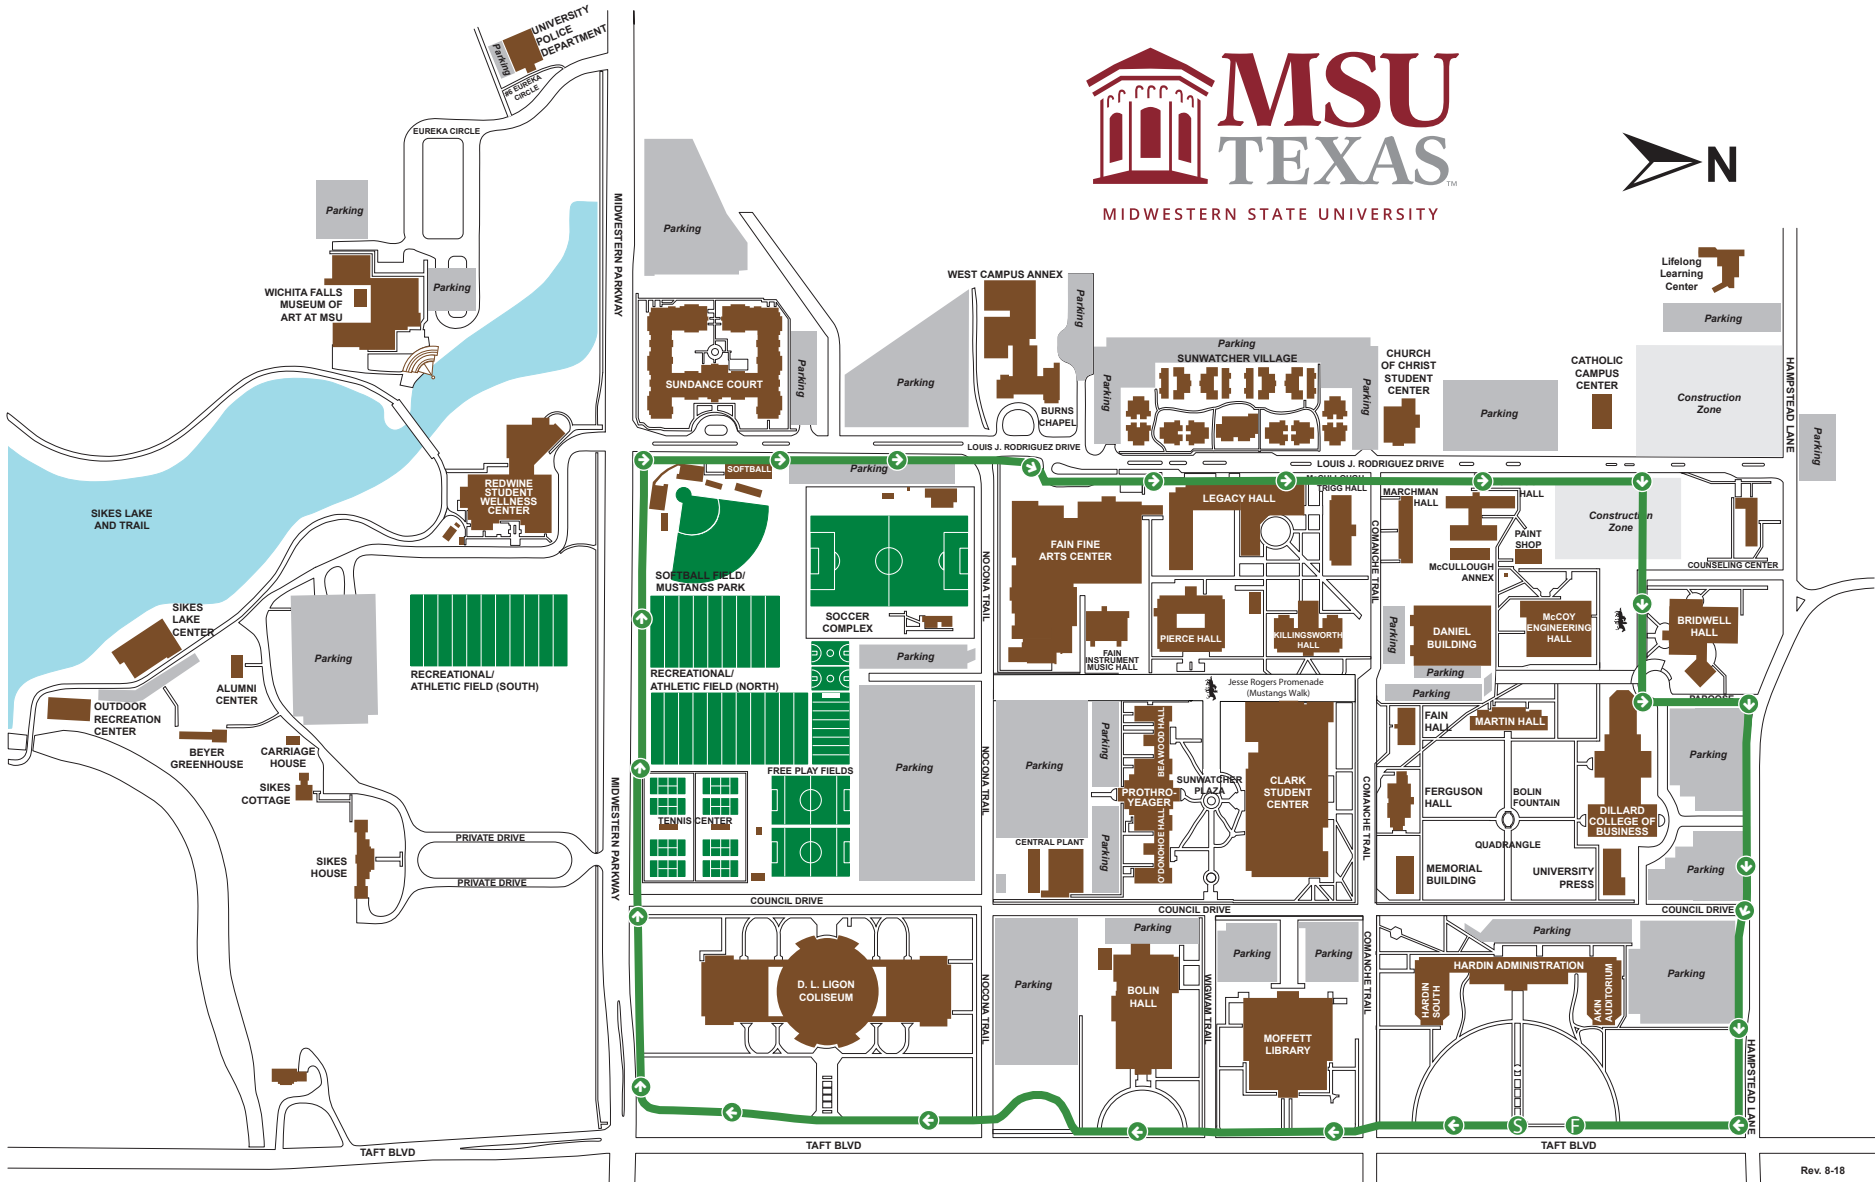 UNIVERSITY
POLICE
DEPARTMENT
Parking
#6 EUREKA
CIRCLE
EUREKA CIRCLE
MSU
TEXAS
TM
MIDWESTERN STATE UNIVERSITY
N
Parking
MIDWESTERN PARKWAY
Parking
WICHITA FALLS
MUSEUM OF
ART AT MSU
Parking
WEST CAMPUS ANNEX
Parking
Lifelong
Learning
Center
Parking
SUNDANCE COURT
Parking
Parking
BURNS
CHAPEL
Parking
Parking
SUNWATCHER VILLAGE
Parking
CHURCH
OF CHRIST
STUDENT
CENTER
Parking
CATHOLIC
CAMPUS
CENTER
Construction
Zone
HAMPSTEAD LANE
Parking
LOUIS J. RODRIGUEZ DRIVE
LOUIS J. RODRIGUEZ DRIVE
SIKES LAKE
AND TRAIL
REDWINE
STUDENT
WELLNESS
CENTER
SOFTBALL
Parking
LEGACY HALL
TRIGG HALL
MARCHMAN
HALL
HALL
Construction
Zone
PAINT
SHOP
McCULLOUGH
ANNEX
COUNSELING CENTER
FAIN FINE
ARTS CENTER
NOCONA TRAIL
COMANCHE TRAIL
SOFTBALL FIELD/
MUSTANGS PARK
SOCCER
COMPLEX
SIKES
LAKE
CENTER
Parking
RECREATIONAL/
ATHLETIC FIELD (SOUTH)
RECREATIONAL/
ATHLETIC FIELD (NORTH)
Parking
FAIN
INSTRUMENT
MUSIC HALL
PIERCE HALL
KILLINGSWORTH
HALL
Parking
DANIEL
BUILDING
McCOY
ENGINEERING
HALL
BRIDWELL
HALL
Parking
Parking
Jesse Rogers Promenade
(Mustangs Walk)
ALUMNI
CENTER
OUTDOOR
RECREATION
CENTER
BEYER
GREENHOUSE
CARRIAGE
HOUSE
SIKES
COTTAGE
SIKES
HOUSE
PRIVATE DRIVE
PRIVATE DRIVE
MIDWESTERN PARKWAY
FREE PLAY FIELDS
TENNIS CENTER
Parking
NOCONA TRAIL
Parking
Parking
BEA WOOD HALL
PROTHRO-
YEAGER
O'DONOHOE HALL
SUNWATCHER
PLAZA
CENTRAL PLANT
Parking
CLARK
STUDENT
CENTER
COMANCHE TRAIL
FAIN
HALL
MARTIN HALL
FERGUSON
HALL
BOLIN
FOUNTAIN
QUADRANGLE
DILLARD
COLLEGE OF
BUSINESS
MEMORIAL
BUILDING
UNIVERSITY
PRESS
Parking
Parking
COUNCIL DRIVE
COUNCIL DRIVE
COUNCIL DRIVE
D. L. LIGON
COLISEUM
NOCONA TRAIL
Parking
Parking
BOLIN
HALL
WIGWAM TRAIL
Parking
Parking
MOFFETT
LIBRARY
COMANCHE TRAIL
Parking
HARDIN ADMINISTRATION
HARDIN
SOUTH
AKIN
AUDITORIUM
Parking
HAMPSTEAD LANE
S
F
TAFT BLVD
TAFT BLVD
TAFT BLVD
Rev. 8-18